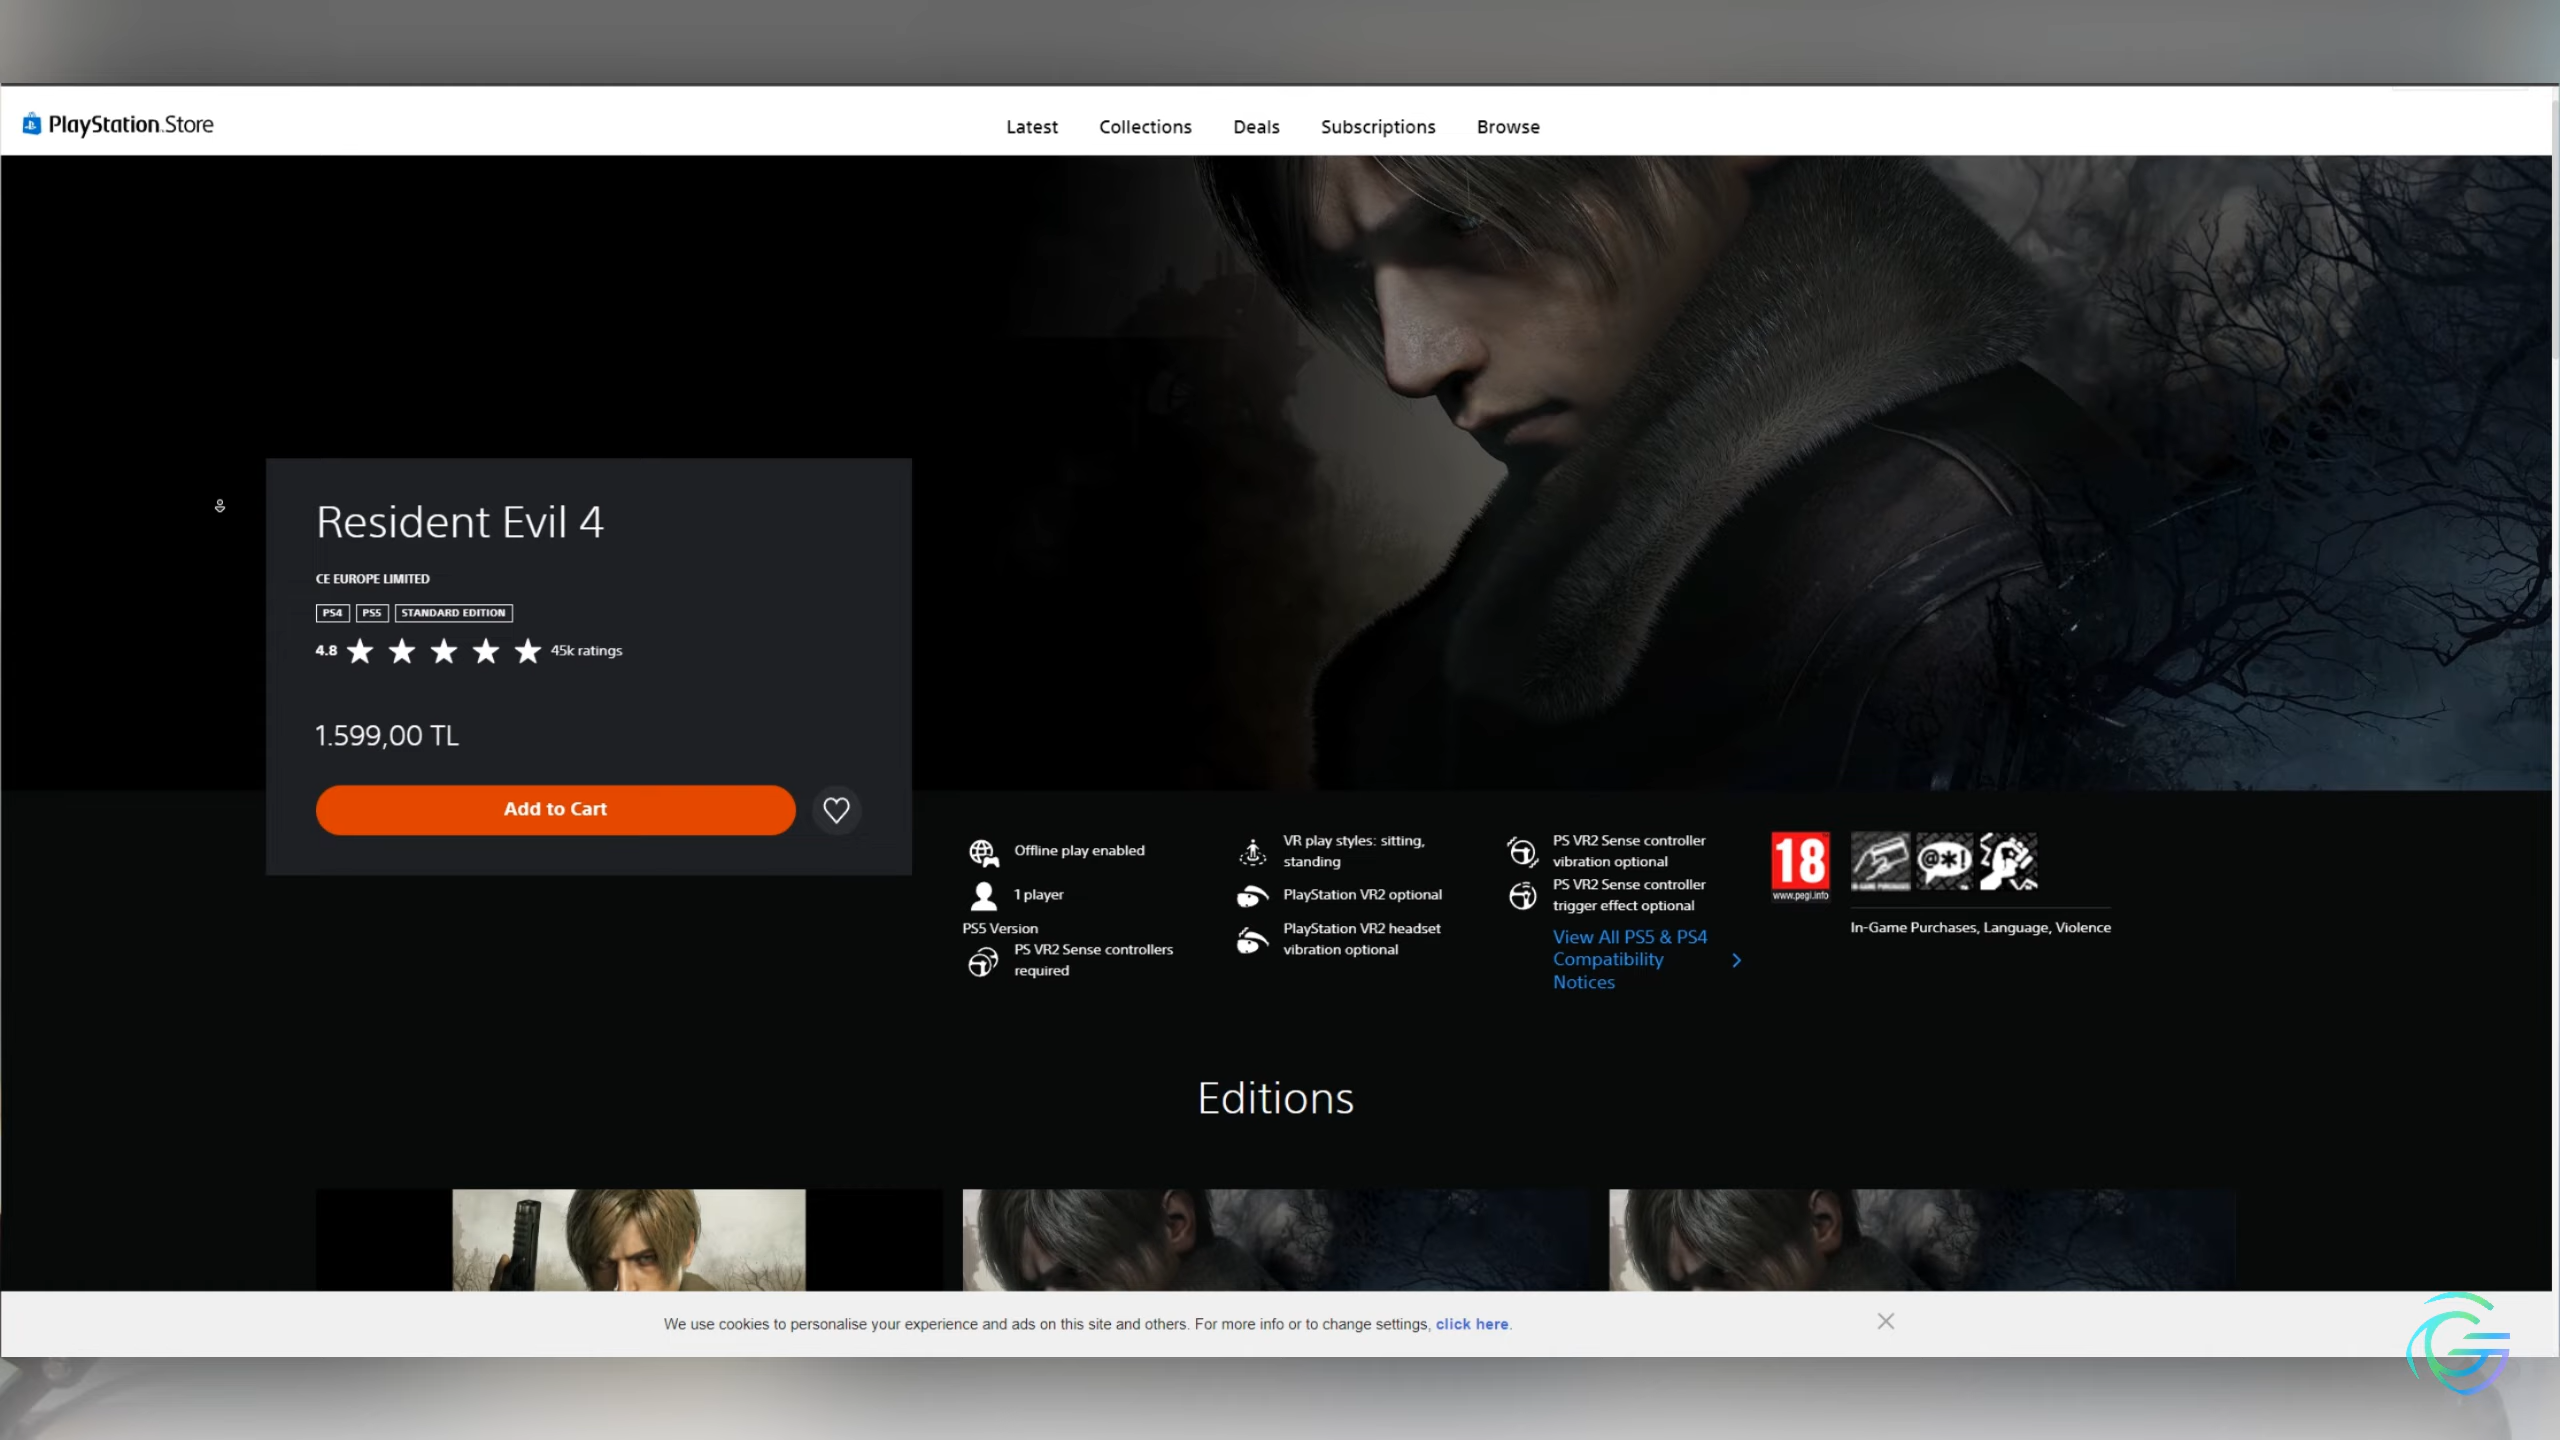 PlayStation.Store
Latest Collections Deals Subscriptions Browse
Resident Evil 4
CE EUROPE LIMITED
PS4 PS5 STANDARD EDITION
4.8 45k ratings
1.599,00 TL
Add to Cart
Offline play enabled
1 player
PS5 Version
PS VR2 Sense controllers
required
VR play styles: sitting,
standing
PlayStation VR2 optional
PlayStation VR2 headset
vibration optional
PS VR2 Sense controller
vibration optional
PS VR2 Sense controller
trigger effect optional
View All PS5 & PS4
Compatibility
Notices
18
www.pegi.info
IN-GAME PURCHASES
@*!
In-Game Purchases, Language, Violence
Editions
We use cookies to personalise your experience and ads on this site and others. For more info or to change settings, click here.